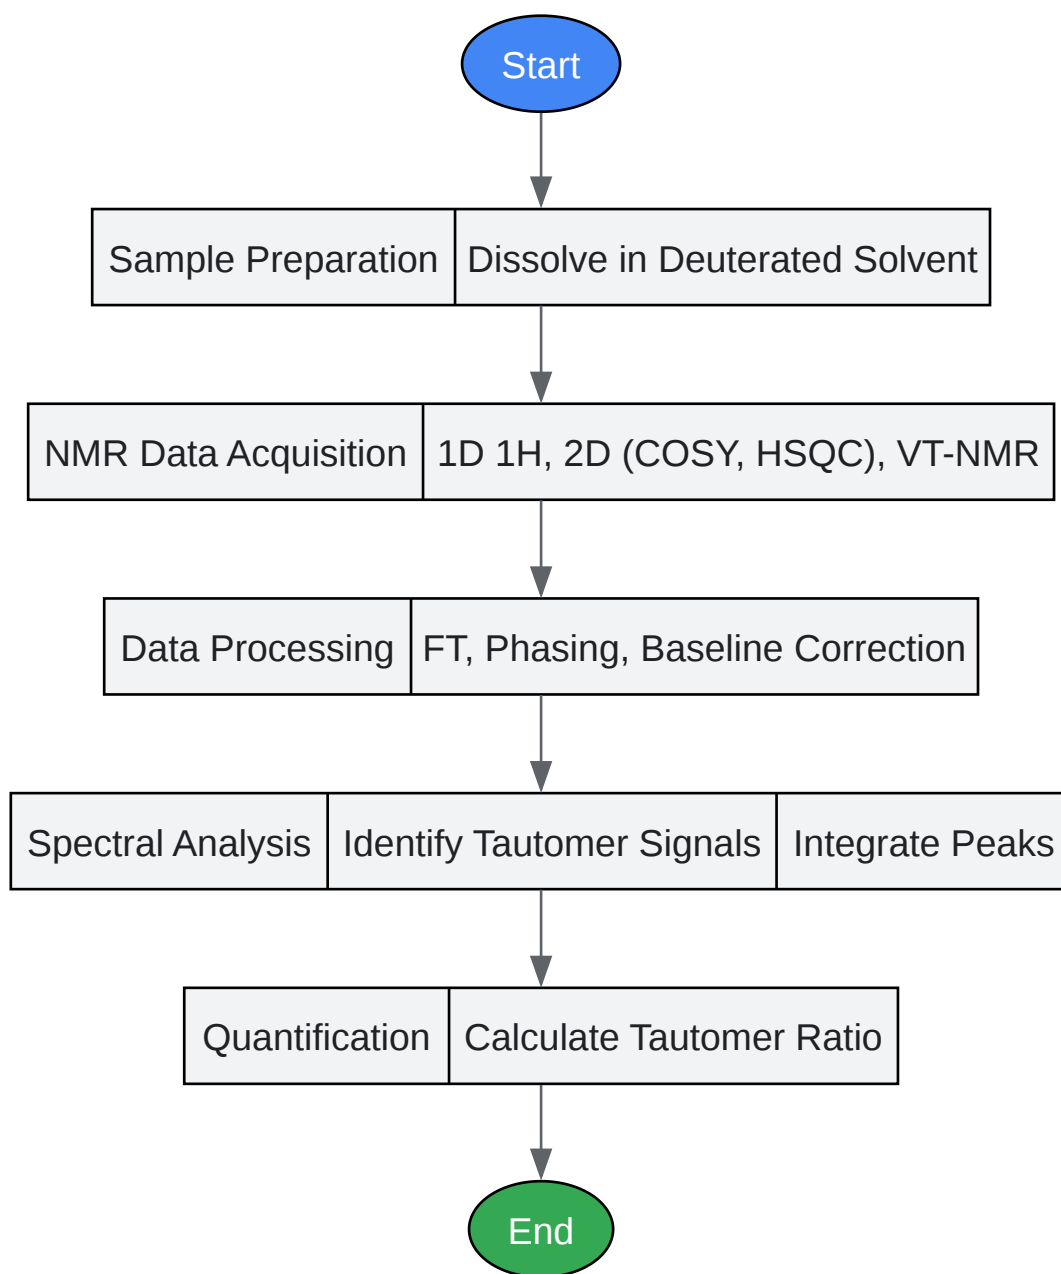 Start
Sample Preparation Dissolve in Deuterated Solvent
NMR Data Acquisition 1D 1H, 2D (COSY, HSQC), VT-NMR
Data Processing FT, Phasing, Baseline Correction
Spectral Analysis Identify Tautomer Signals Integrate Peaks
Quantification Calculate Tautomer Ratio
End